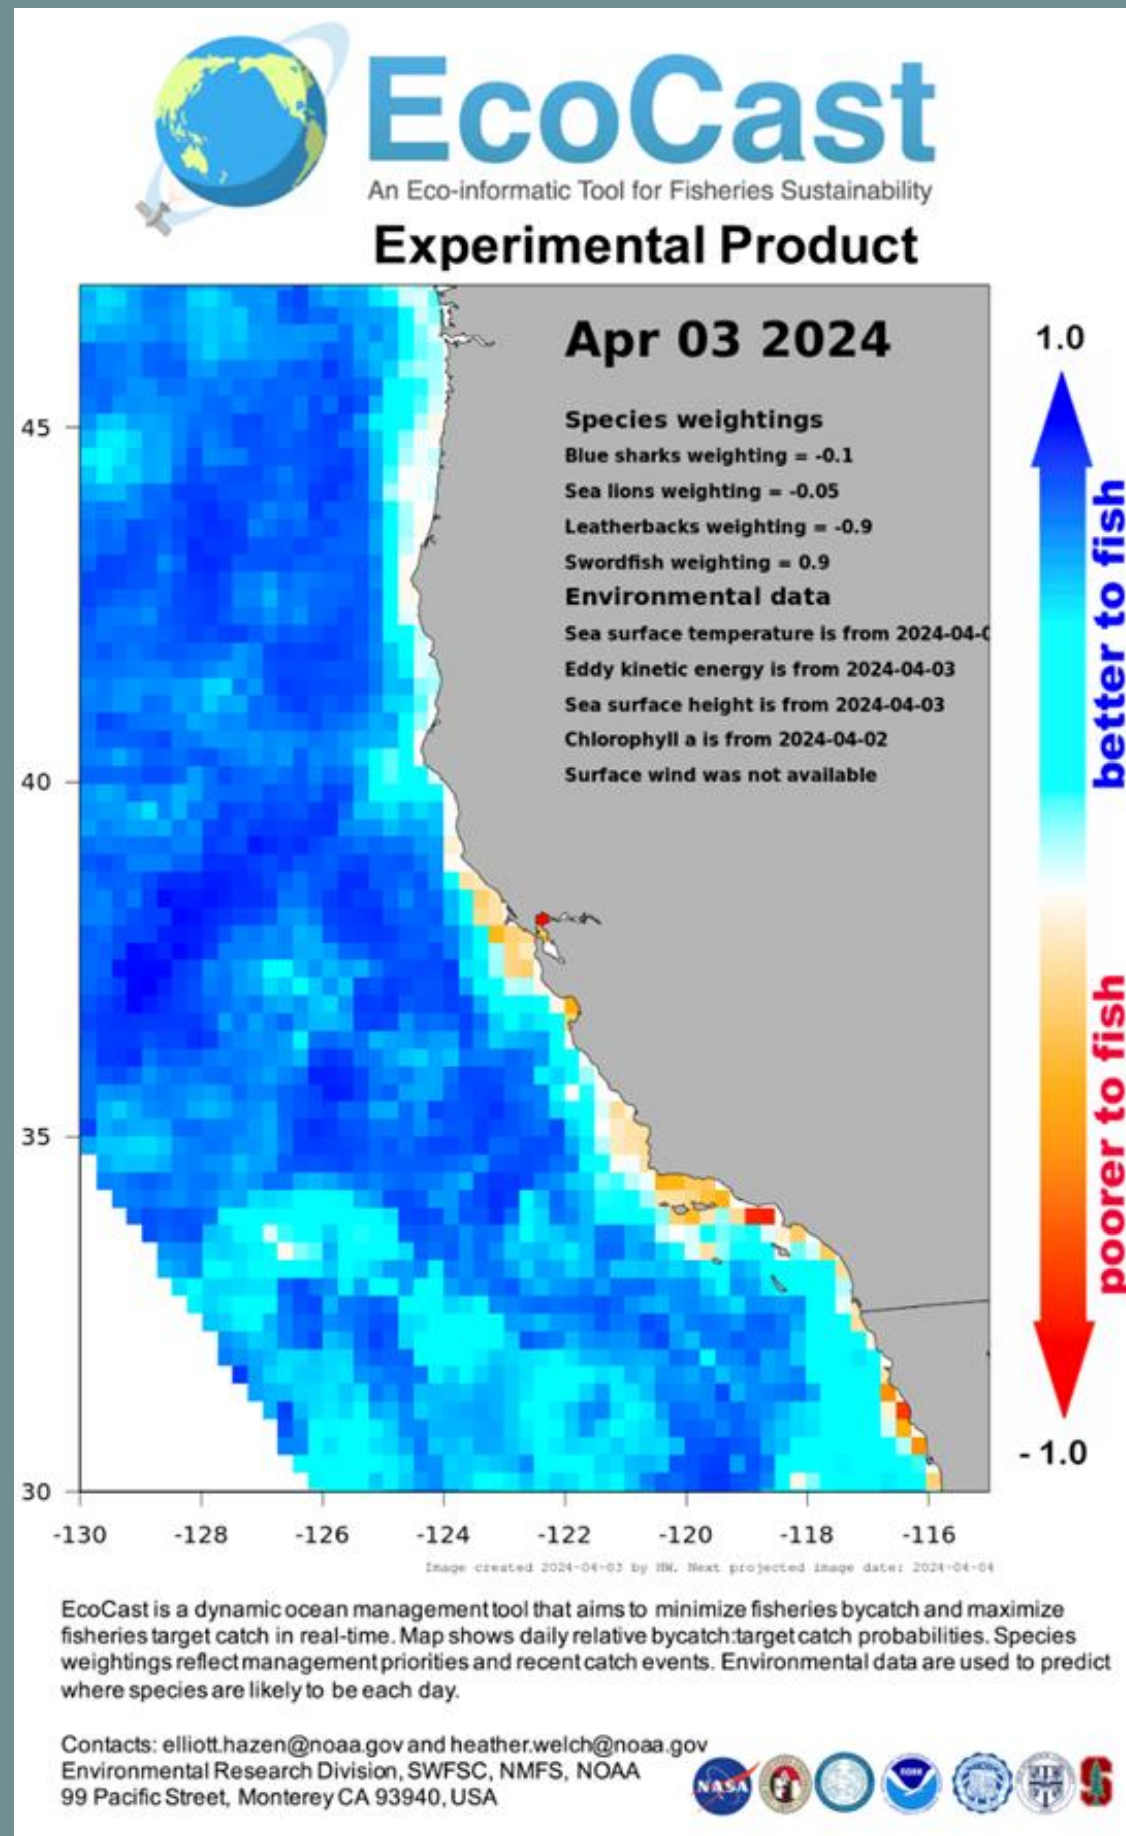 EcoCast
An Eco-informatic Tool for Fisheries Sustainability
Experimental Product
Apr 03 2024
Species weightings
Blue sharks weighting = -0.1
Sea lions weighting = -0.05
Leatherbacks weighting = -0.9
Swordfish weighting = 0.9
Environmental data
Sea surface temperature is from 2024-04-0
Eddy kinetic energy is from 2024-04-03
Sea surface height is from 2024-04-03
Chlorophyll a is from 2024-04-02
Surface wind was not available
1.0
better to fish
poorer to fish
- 1.0
45
40
35
30
-130 -128 -126 -124 -122 -120 -118 -116
Image created 2024-04-03 by HW. Next projected image date: 2024-04-04
EcoCast is a dynamic ocean management tool that aims to minimize fisheries bycatch and maximize
fisheries target catch in real-time. Map shows daily relative bycatch:target catch probabilities. Species
weightings reflect management priorities and recent catch events. Environmental data are used to predict
where species are likely to be each day.
Contacts: elliott.hazen@noaa.gov and heather.welch@noaa.gov
Environmental Research Division, SWFSC, NMFS, NOAA
99 Pacific Street, Monterey CA 93940, USA
NASA
NOAA
S